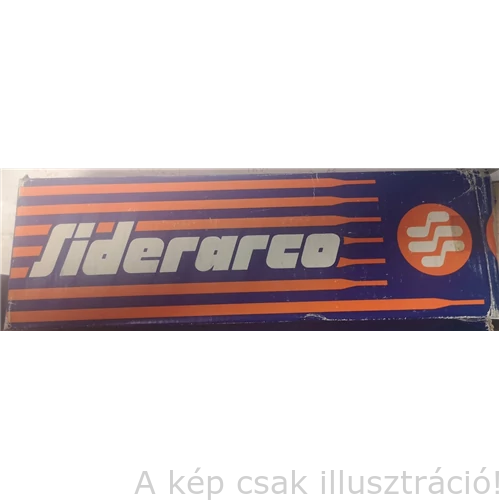 Siderarco
A kép csak illusztráció!